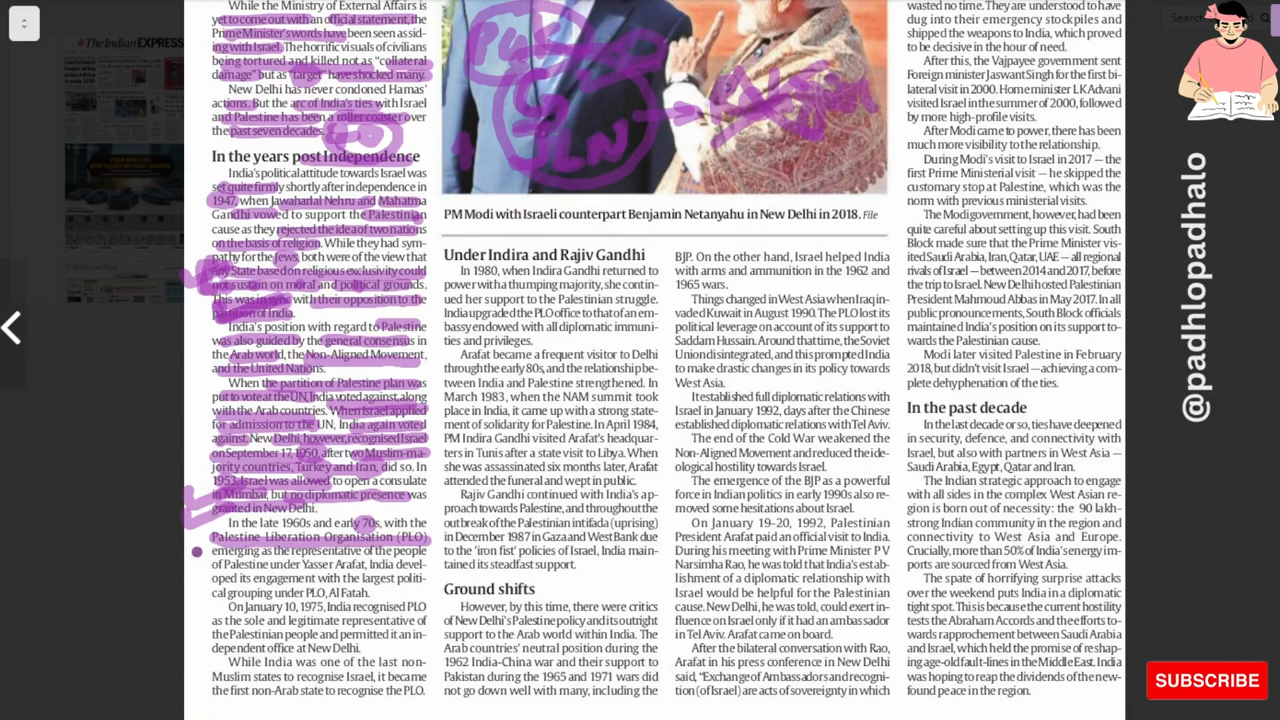 While the Ministry of External Affairs is
yet to come out with an official statement, the
Prime Minister's words have been seen as sid-
ing with Israel. The horrific visuals of civilians
being tortured and killed not as “collateral
damage” but as “target” have shocked many.
New Delhi has never condoned Hamas'
actions. But the arc of India's ties with Israel
and Palestine has been a roller coaster over
the past seven decades.
In the years post Independence
India's political attitude towards Israel was
set quite firmly shortly after independence in
1947, when Jawaharlal Nehru and Mahatma
Gandhi vowed to support the Palestinian
cause as they rejected the idea of two nations
on the basis of religion. While they had sym-
pathy for the Jews, both were of the view that
any State based on religious exclusivity could
not sustain on moral and political grounds.
This was in sync with their opposition to the
partition of India.
India's position with regard to Palestine
was also guided by the general consensus in
the Arab world, the Non-Aligned Movement,
and the United Nations.
When the partition of Palestine plan was
put to vote at the UN, India voted against, along
with the Arab countries. When Israel applied
for admission to the UN, India again voted
against. New Delhi, however, recognised Israel
on September 17, 1950, after two Muslim-ma-
jority countries, Turkey and Iran, did so. In
1953, Israel was allowed to open a consulate
in Mumbai, but no diplomatic presence was
granted in New Delhi.
In the late 1960s and early 70s, with the
Palestine Liberation Organisation (PLO)
emerging as the representative of the people
of Palestine under Yasser Arafat, India devel-
oped its engagement with the largest politi-
cal grouping under PLO, Al Fatah.
On January 10, 1975, India recognised PLO
as the sole and legitimate representative of
the Palestinian people and permitted it an in-
dependent office at New Delhi.
While India was one of the last non-
Muslim states to recognise Israel, it became
the first non-Arab state to recognise the PLO.
PM Modi with Israeli counterpart Benjamin Netanyahu in New Delhi in 2018. File
Under Indira and Rajiv Gandhi
In 1980, when Indira Gandhi returned to
power with a thumping majority, she contin-
ued her support to the Palestinian struggle.
India upgraded the PLO office to that of an em-
bassy endowed with all diplomatic immuni-
ties and privileges.
Arafat became a frequent visitor to Delhi
through the early 80s, and the relationship be-
tween India and Palestine strengthened. In
March 1983, when the NAM summit took
place in India, it came up with a strong state-
ment of solidarity for Palestine. In April 1984,
PM Indira Gandhi visited Arafat's headquar-
ters in Tunis after a state visit to Libya. When
she was assassinated six months later, Arafat
attended the funeral and wept in public.
Rajiv Gandhi continued with India's ap-
proach towards Palestine, and throughout the
outbreak of the Palestinian intifada (uprising)
in December 1987 in Gaza and West Bank due
to the 'iron fist' policies of Israel, India main-
tained its steadfast support.
Ground shifts
However, by this time, there were critics
of New Delhi's Palestine policy and its outright
support to the Arab world within India. The
Arab countries' neutral position during the
1962 India-China war and their support to
Pakistan during the 1965 and 1971 wars did
not go down well with many, including the
BJP. On the other hand, Israel helped India
with arms and ammunition in the 1962 and
1965 wars.
Things changed in West Asia when Iraq in-
vaded Kuwait in August 1990. The PLO lost its
political leverage on account of its support to
Saddam Hussain. Around that time, the Soviet
Union disintegrated, and this prompted India
to make drastic changes in its policy towards
West Asia.
It established full diplomatic relations with
Israel in January 1992, days after the Chinese
established diplomatic relations with Tel Aviv.
The end of the Cold War weakened the
Non-Aligned Movement and reduced the ide-
ological hostility towards Israel.
The emergence of the BJP as a powerful
force in Indian politics in early 1990s also re-
moved some hesitations about Israel.
On January 19-20, 1992, Palestinian
President Arafat paid an official visit to India.
During his meeting with Prime Minister P V
Narsimha Rao, he was told that India's estab-
lishment of a diplomatic relationship with
Israel would be helpful for the Palestinian
cause. New Delhi, he was told, could exert in-
fluence on Israel only if it had an ambassador
in Tel Aviv. Arafat came on board.
After the bilateral conversation with Rao,
Arafat in his press conference in New Delhi
said, “Exchange of Ambassadors and recogni-
tion (of Israel) are acts of sovereignty in which
wasted no time. They are understood to have
dug into their emergency stockpiles and
shipped the weapons to India, which proved
to be decisive in the hour of need.
After this, the Vajpayee government sent
Foreign minister Jaswant Singh for the first bi-
lateral visit in 2000. Home minister L K Advani
visited Israel in the summer of 2000, followed
by more high-profile visits.
After Modi came to power, there has been
much more visibility to the relationship.
During Modi's visit to Israel in 2017 — the
first Prime Ministerial visit — he skipped the
customary stop at Palestine, which was the
norm with previous ministerial visits.
The Modi government, however, had been
quite careful about setting up this visit. South
Block made sure that the Prime Minister vis-
ited Saudi Arabia, Iran, Qatar, UAE — all regional
rivals of Israel — between 2014 and 2017, before
the trip to Israel. New Delhi hosted Palestinian
President Mahmoud Abbas in May 2017. In all
public pronouncements, South Block officials
maintained India's position on its support to-
wards the Palestinian cause.
Modi later visited Palestine in February
2018, but didn't visit Israel — achieving a com-
plete dehyphenation of the ties.
In the past decade
In the last decade or so, ties have deepened
in security, defence, and connectivity with
Israel, but also with partners in West Asia —
Saudi Arabia, Egypt, Qatar and Iran.
The Indian strategic approach to engage
with all sides in the complex West Asian re-
gion is born out of necessity: the 90 lakh-
strong Indian community in the region and
connectivity to West Asia and Europe.
Crucially, more than 50% of India's energy im-
ports are sourced from West Asia.
The spate of horrifying surprise attacks
over the weekend puts India in a diplomatic
tight spot. This is because the current hostility
tests the Abraham Accords and the efforts to-
wards rapprochement between Saudi Arabia
and Israel, which held the promise of reshap-
ing age-old fault-lines in the Middle East. India
was hoping to reap the dividends of the new-
found peace in the region.
The Indian EXPRESS
Sear
@padhlopadhalo
SUBSCRIBE